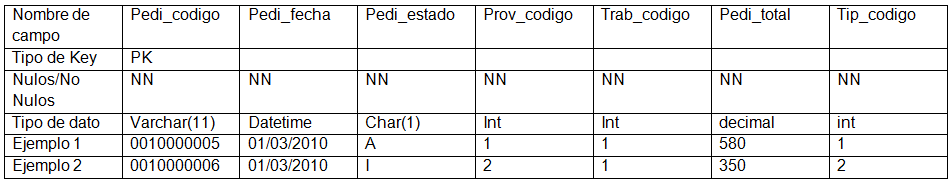 Nombre de campo Pedi_codigo Pedi_fecha Pedi_estado Prov_codigo Trab_codigo Pedi_total Tip_codigo
Tipo de Key PK
Nulos/No Nulos NN NN NN NN NN NN NN
Tipo de dato Varchar(11) Datetime Char(1) Int Int decimal int
Ejemplo 1 0010000005 01/03/2010 A 1 1 580 1
Ejemplo 2 0010000006 01/03/2010 I 2 1 350 2